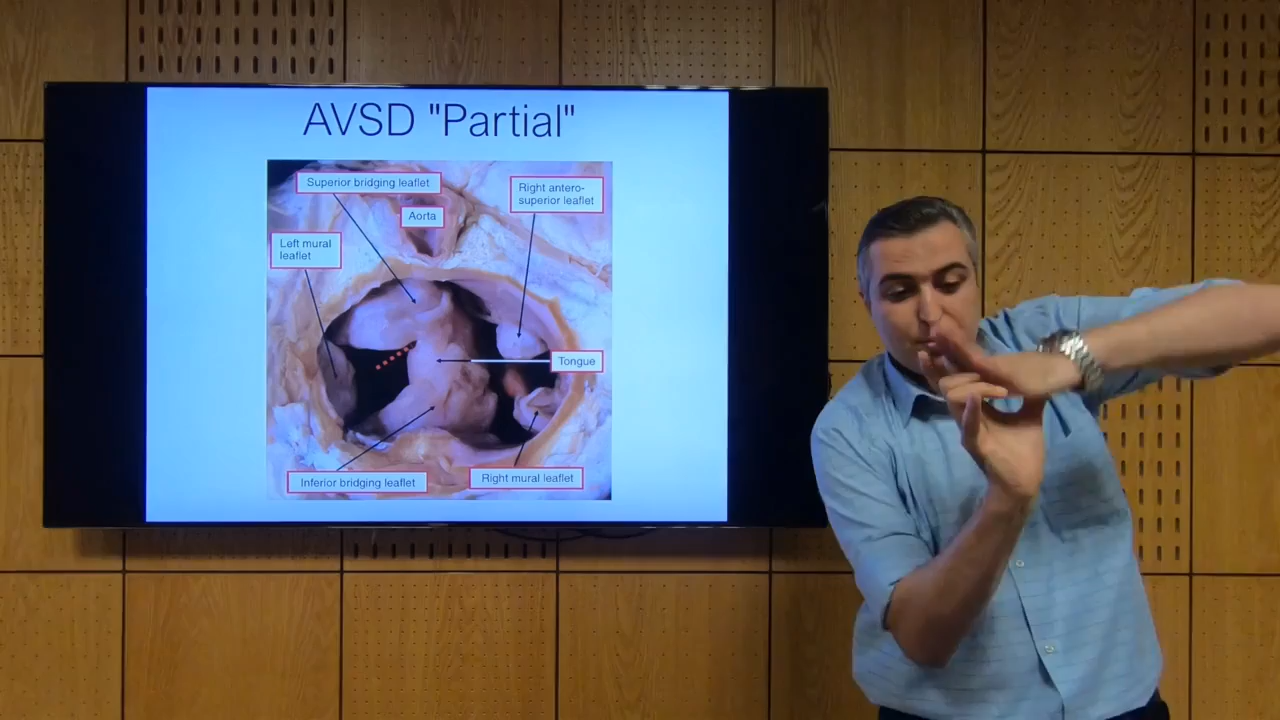 AVSD "Partial"
Superior bridging leaflet
Right antero-
superior leaflet
Aorta
Left mural
leaflet
Tongue
Inferior bridging leaflet
Right mural leaflet